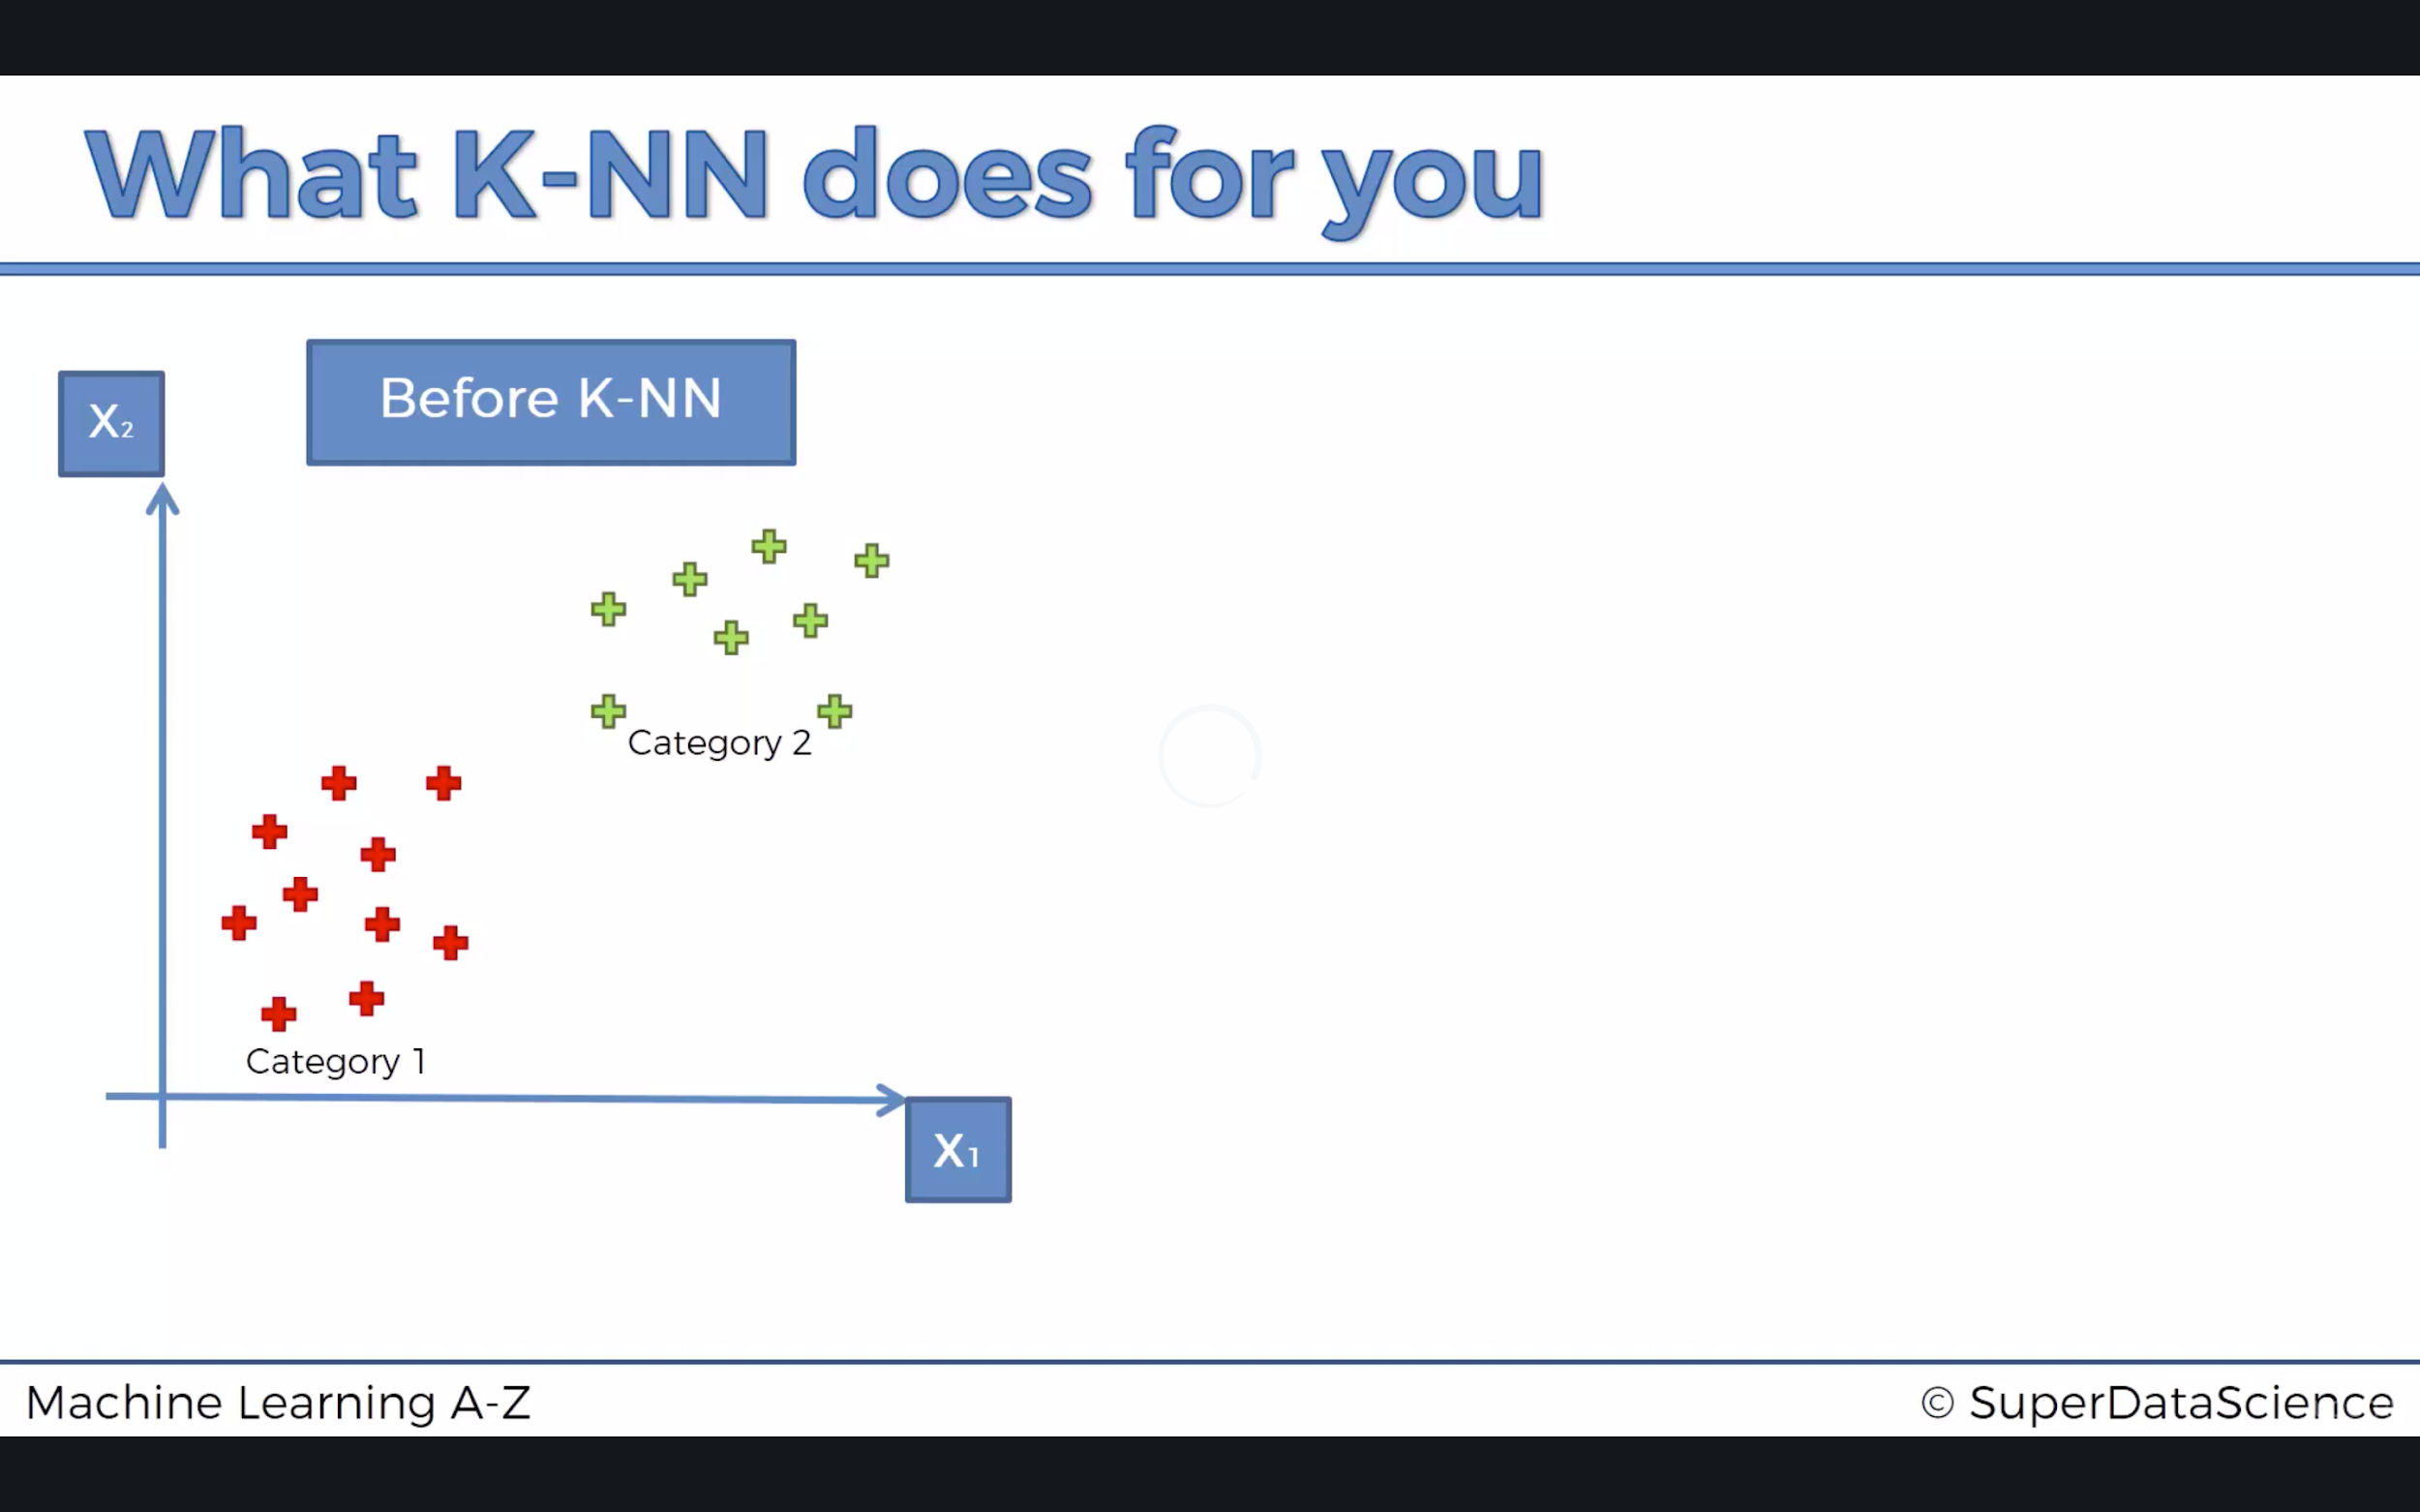 What K-NN does for you
Before K-NN
X₂
Category 2
Category 1
X₁
Machine Learning A-Z
© SuperDataScience